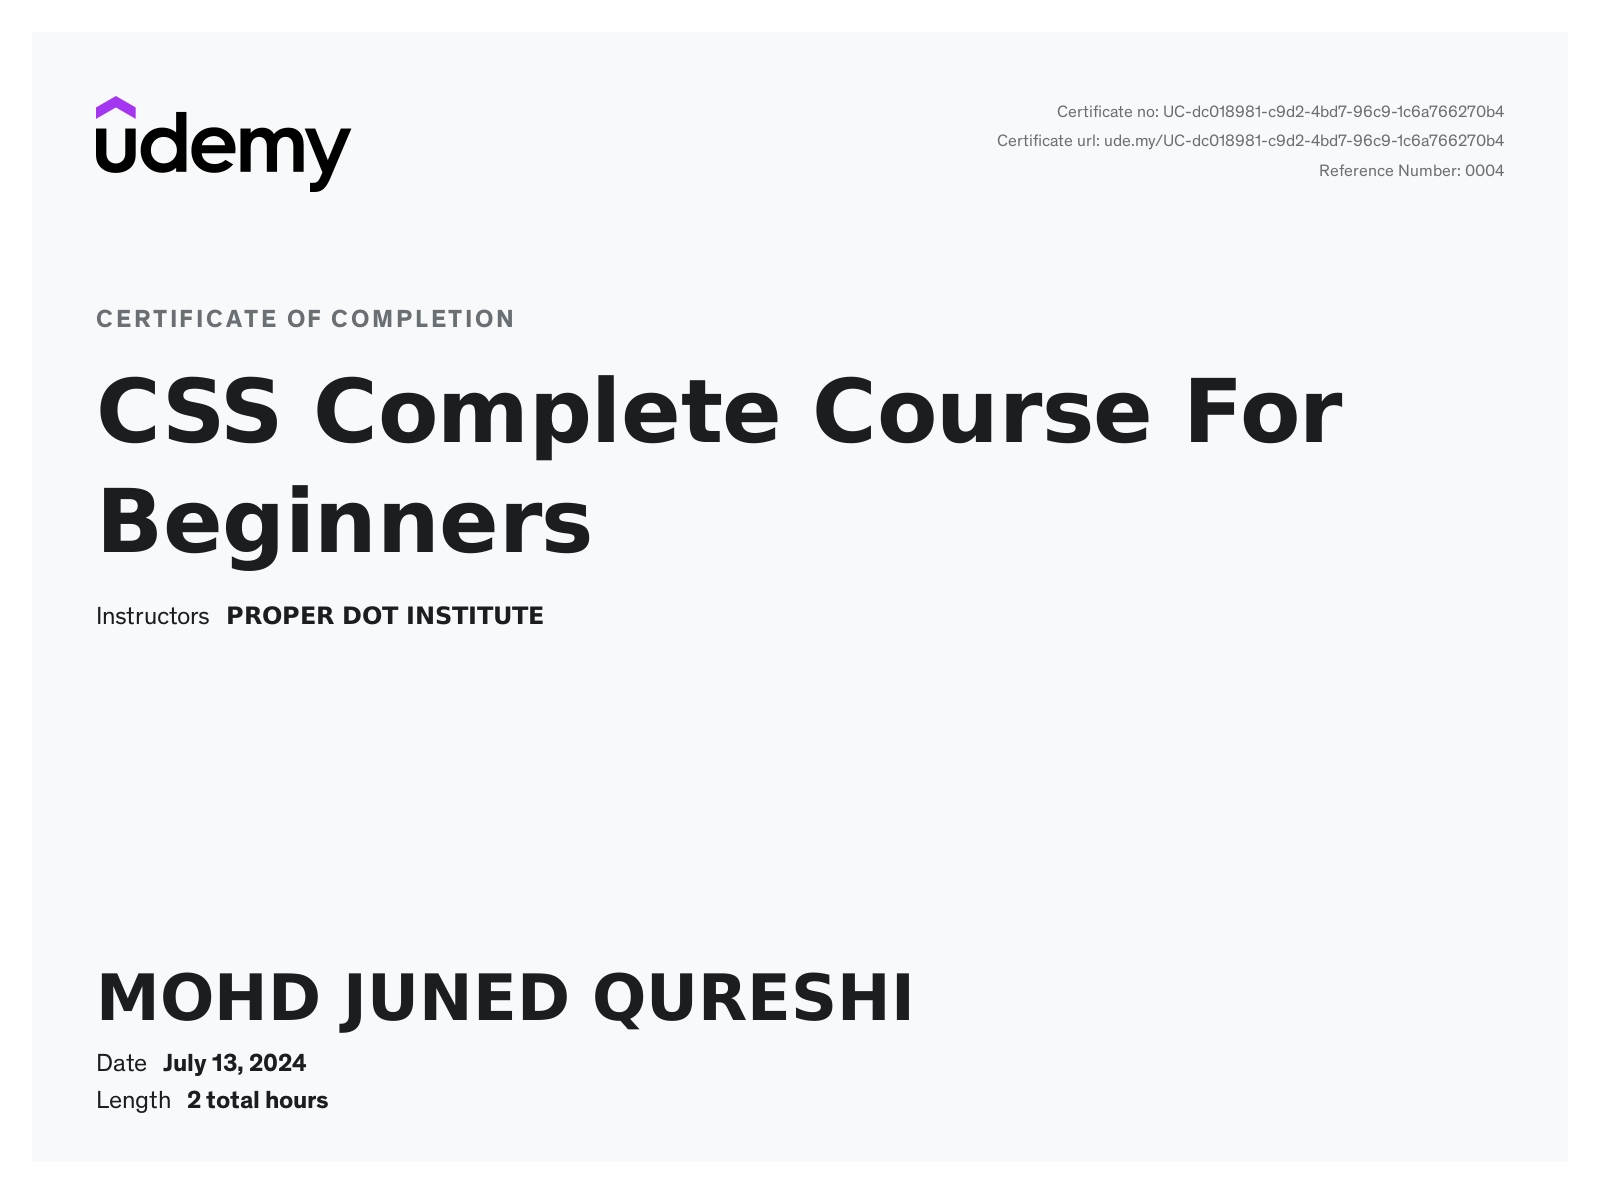 udemy
Certificate no: UC-dc018981-c9d2-4bd7-96c9-1c6a766270b4
Certificate url: ude.my/UC-dc018981-c9d2-4bd7-96c9-1c6a766270b4
Reference Number: 0004
CERTIFICATE OF COMPLETION
CSS Complete Course For
Beginners
Instructors PROPER DOT INSTITUTE
MOHD JUNED QURESHI
Date July 13, 2024
Length 2 total hours